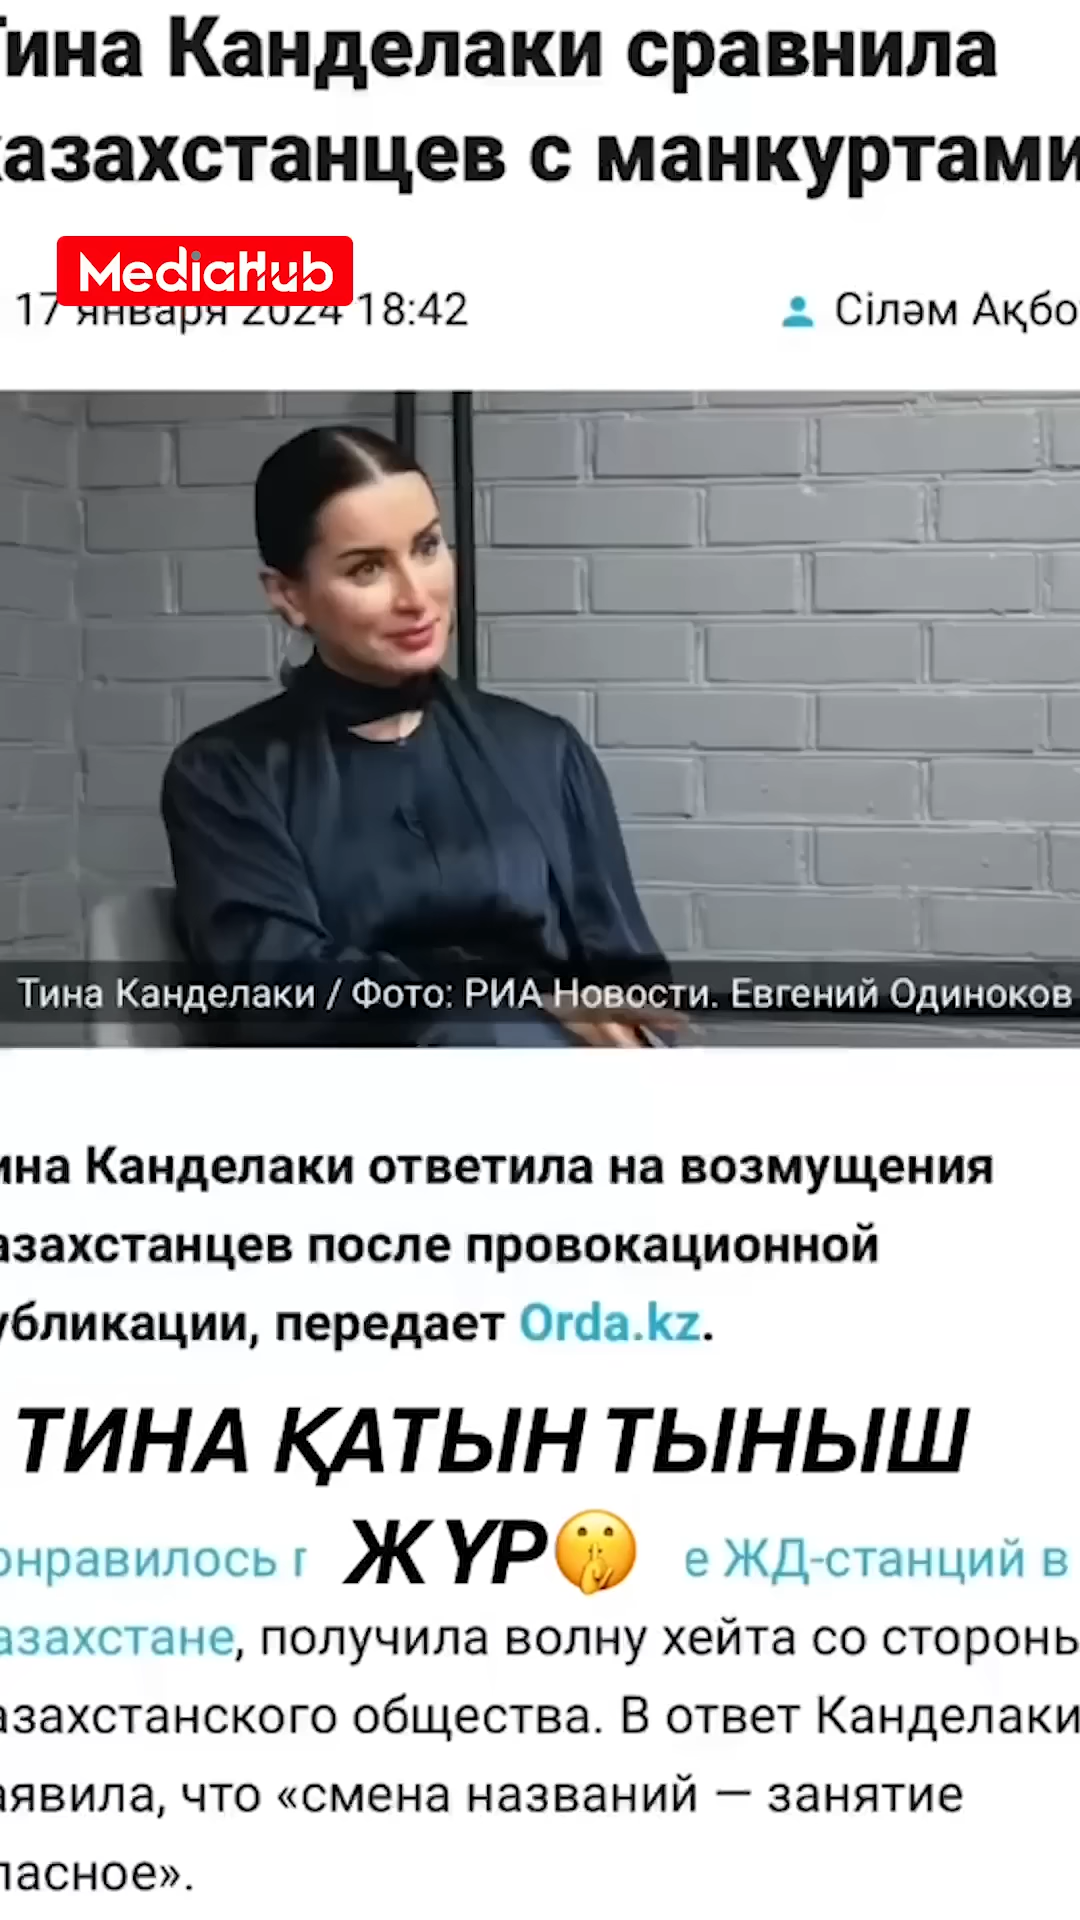 Тина Канделаки сравнила
казахстанцев с манкуртами
MediaHub
17 января 2024 18:42
Сіләм Ақбо
Тина Канделаки / Фото: РИА Новости. Евгений Одиноков
ина Канделаки ответила на возмущения
азахстанцев после провокационной
убликации, передает Orda.kz.
ТИНА ҚАТЫН ТЫНЫШ
ЖҮР🤫
онравилось п е ЖД-станций в
азахстане, получила волну хейта со стороны
азахстанского общества. В ответ Канделаки
аявила, что «смена названий — занятие
пасное».